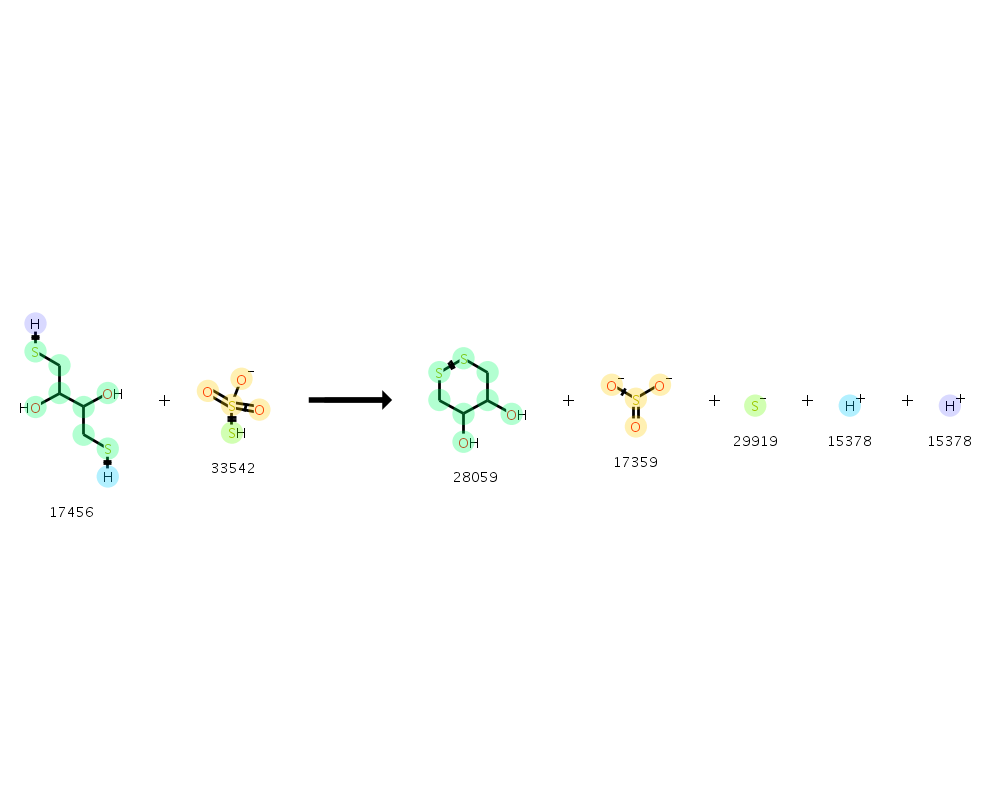 H
S
HO
OH
S
H
17456
+
O
O⁻
S
O
SH
33542
S
S
OH
OH
28059
+
O⁻
O⁻
S
O
17359
+
S⁻
29919
+
H⁺
15378
+
H⁺
15378